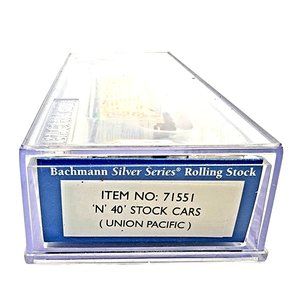 Bachmann Silver Series® Rolling Stock
ITEM NO: 71551
'N' 40' STOCK CARS
( UNION PACIFIC )